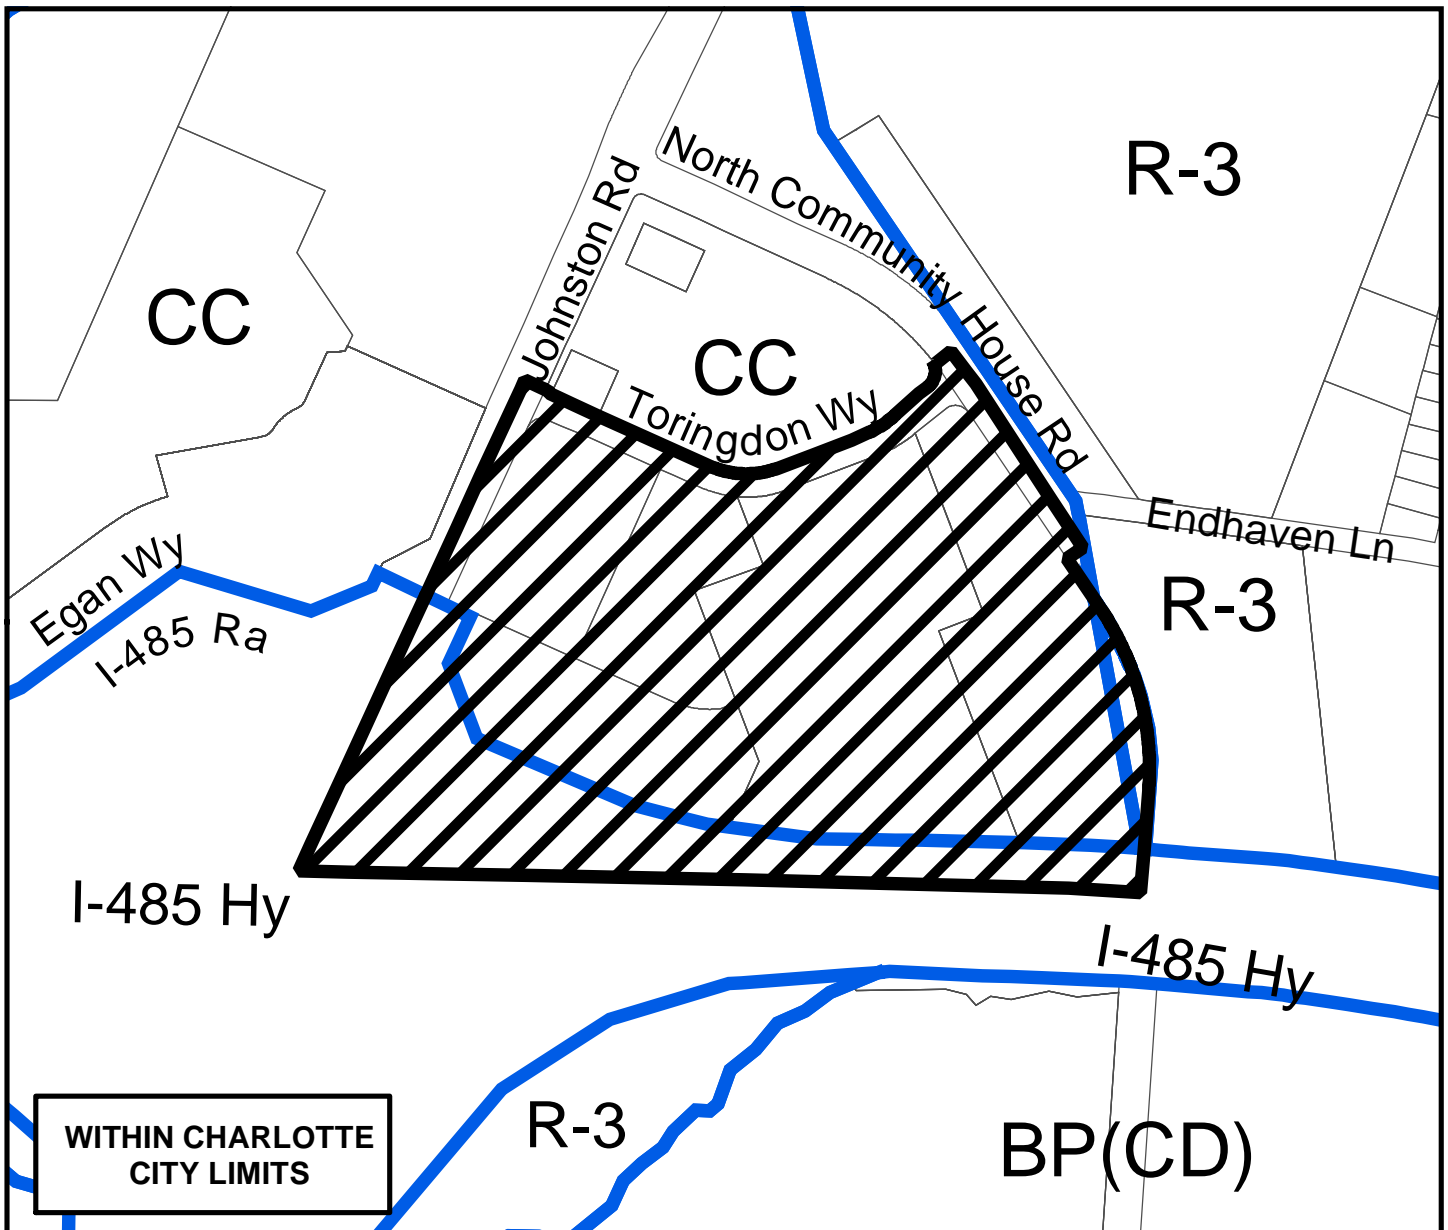 R-3
North Community House Rd
Johnston Rd
CC
CC
Toringdon Wy
Endhaven Ln
Egan Wy
I-485 Ra
R-3
I-485 Hy
I-485 Hy
R-3
BP(CD)
WITHIN CHARLOTTE
CITY LIMITS